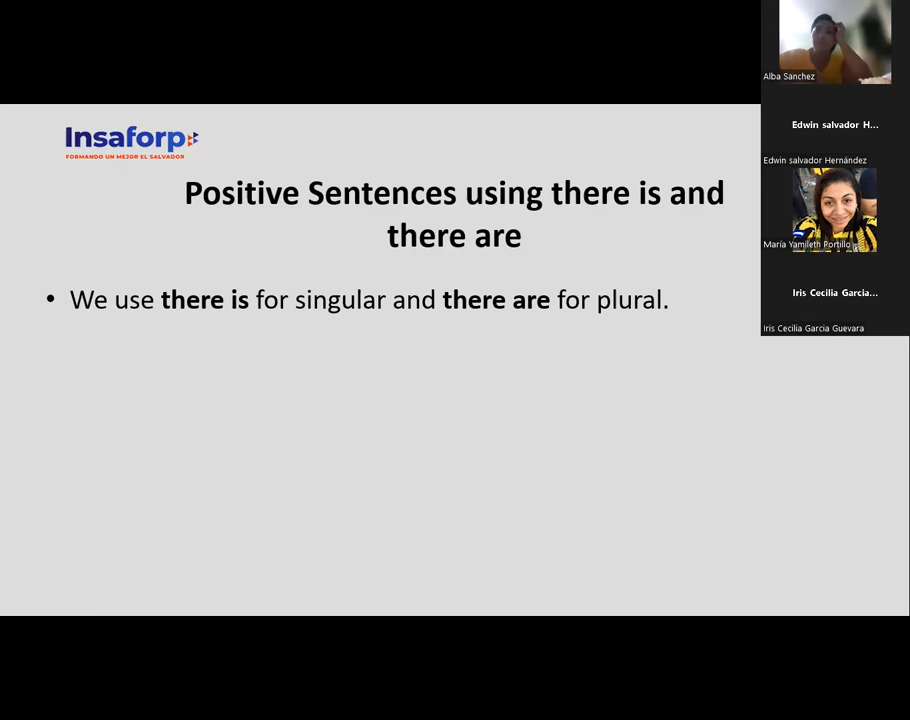 Insaforp
FORMANDO UN MEJOR EL SALVADOR
Positive Sentences using there is and
there are
• We use there is for singular and there are for plural.
Alba Sanchez
Edwin salvador H...
Edwin salvador Hernández
María Yamileth Portillo
Iris Cecilia Garcia...
Iris Cecilia Garcia Guevara